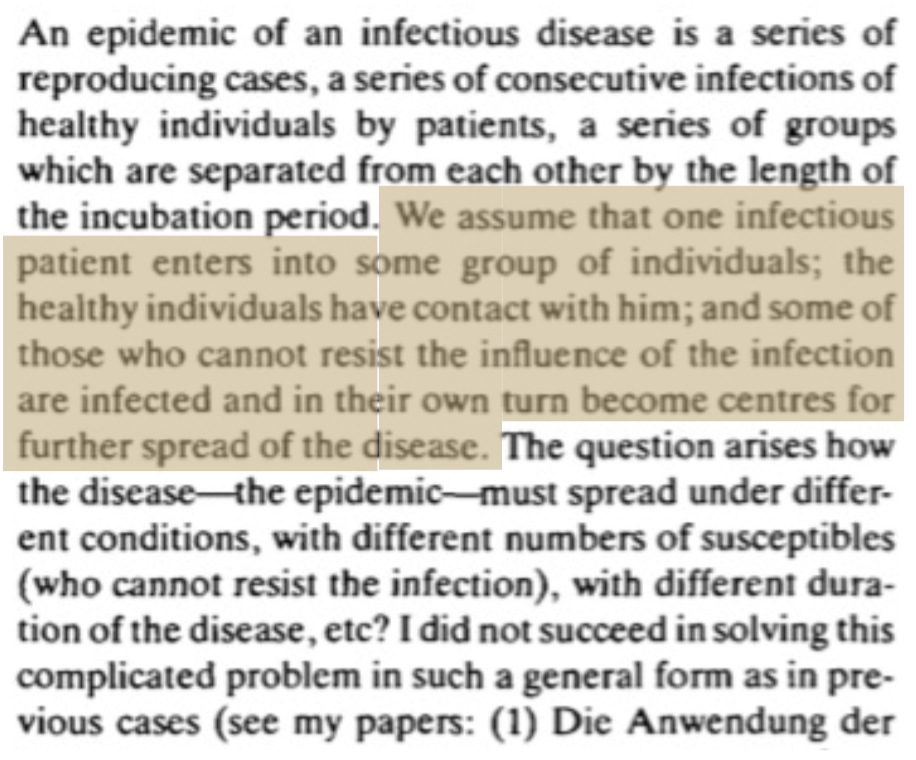 An epidemic of an infectious disease is a series of
reproducing cases, a series of consecutive infections of
healthy individuals by patients, a series of groups
which are separated from each other by the length of
the incubation period. We assume that one infectious
patient enters into some group of individuals; the
healthy individuals have contact with him; and some of
those who cannot resist the influence of the infection
are infected and in their own turn become centres for
further spread of the disease. The question arises how
the disease—the epidemic—must spread under differ-
ent conditions, with different numbers of susceptibles
(who cannot resist the infection), with different dura-
tion of the disease, etc? I did not succeed in solving this
complicated problem in such a general form as in pre-
vious cases (see my papers: (1) Die Anwendung der